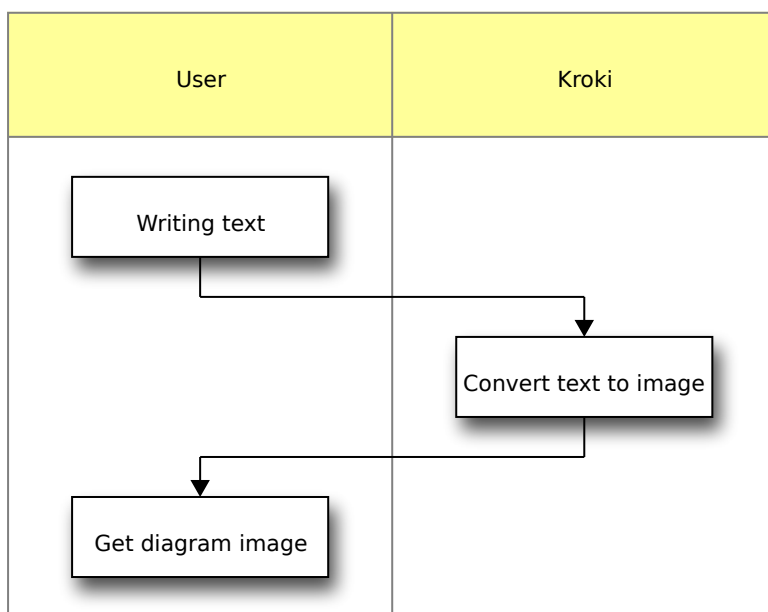 User
Kroki
Writing text
Convert text to image
Get diagram image